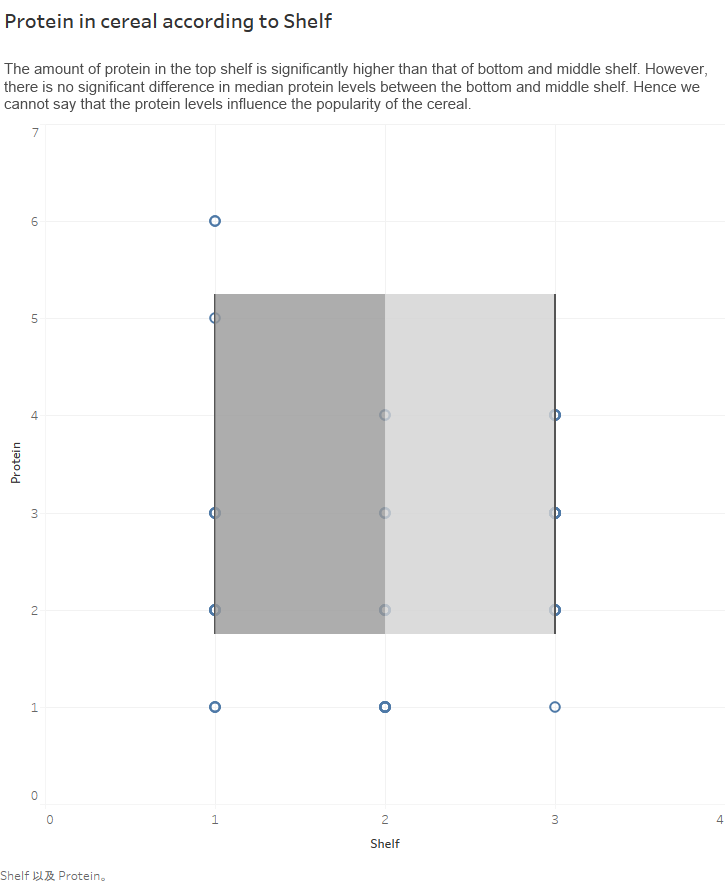 Protein in cereal according to Shelf
The amount of protein in the top shelf is significantly higher than that of bottom and middle shelf. However,
there is no significant difference in median protein levels between the bottom and middle shelf. Hence we
cannot say that the protein levels influence the popularity of the cereal.
7
6
5
4
Protein
3
2
1
0
0 1 2 3 4
Shelf
Shelf 以及 Protein。